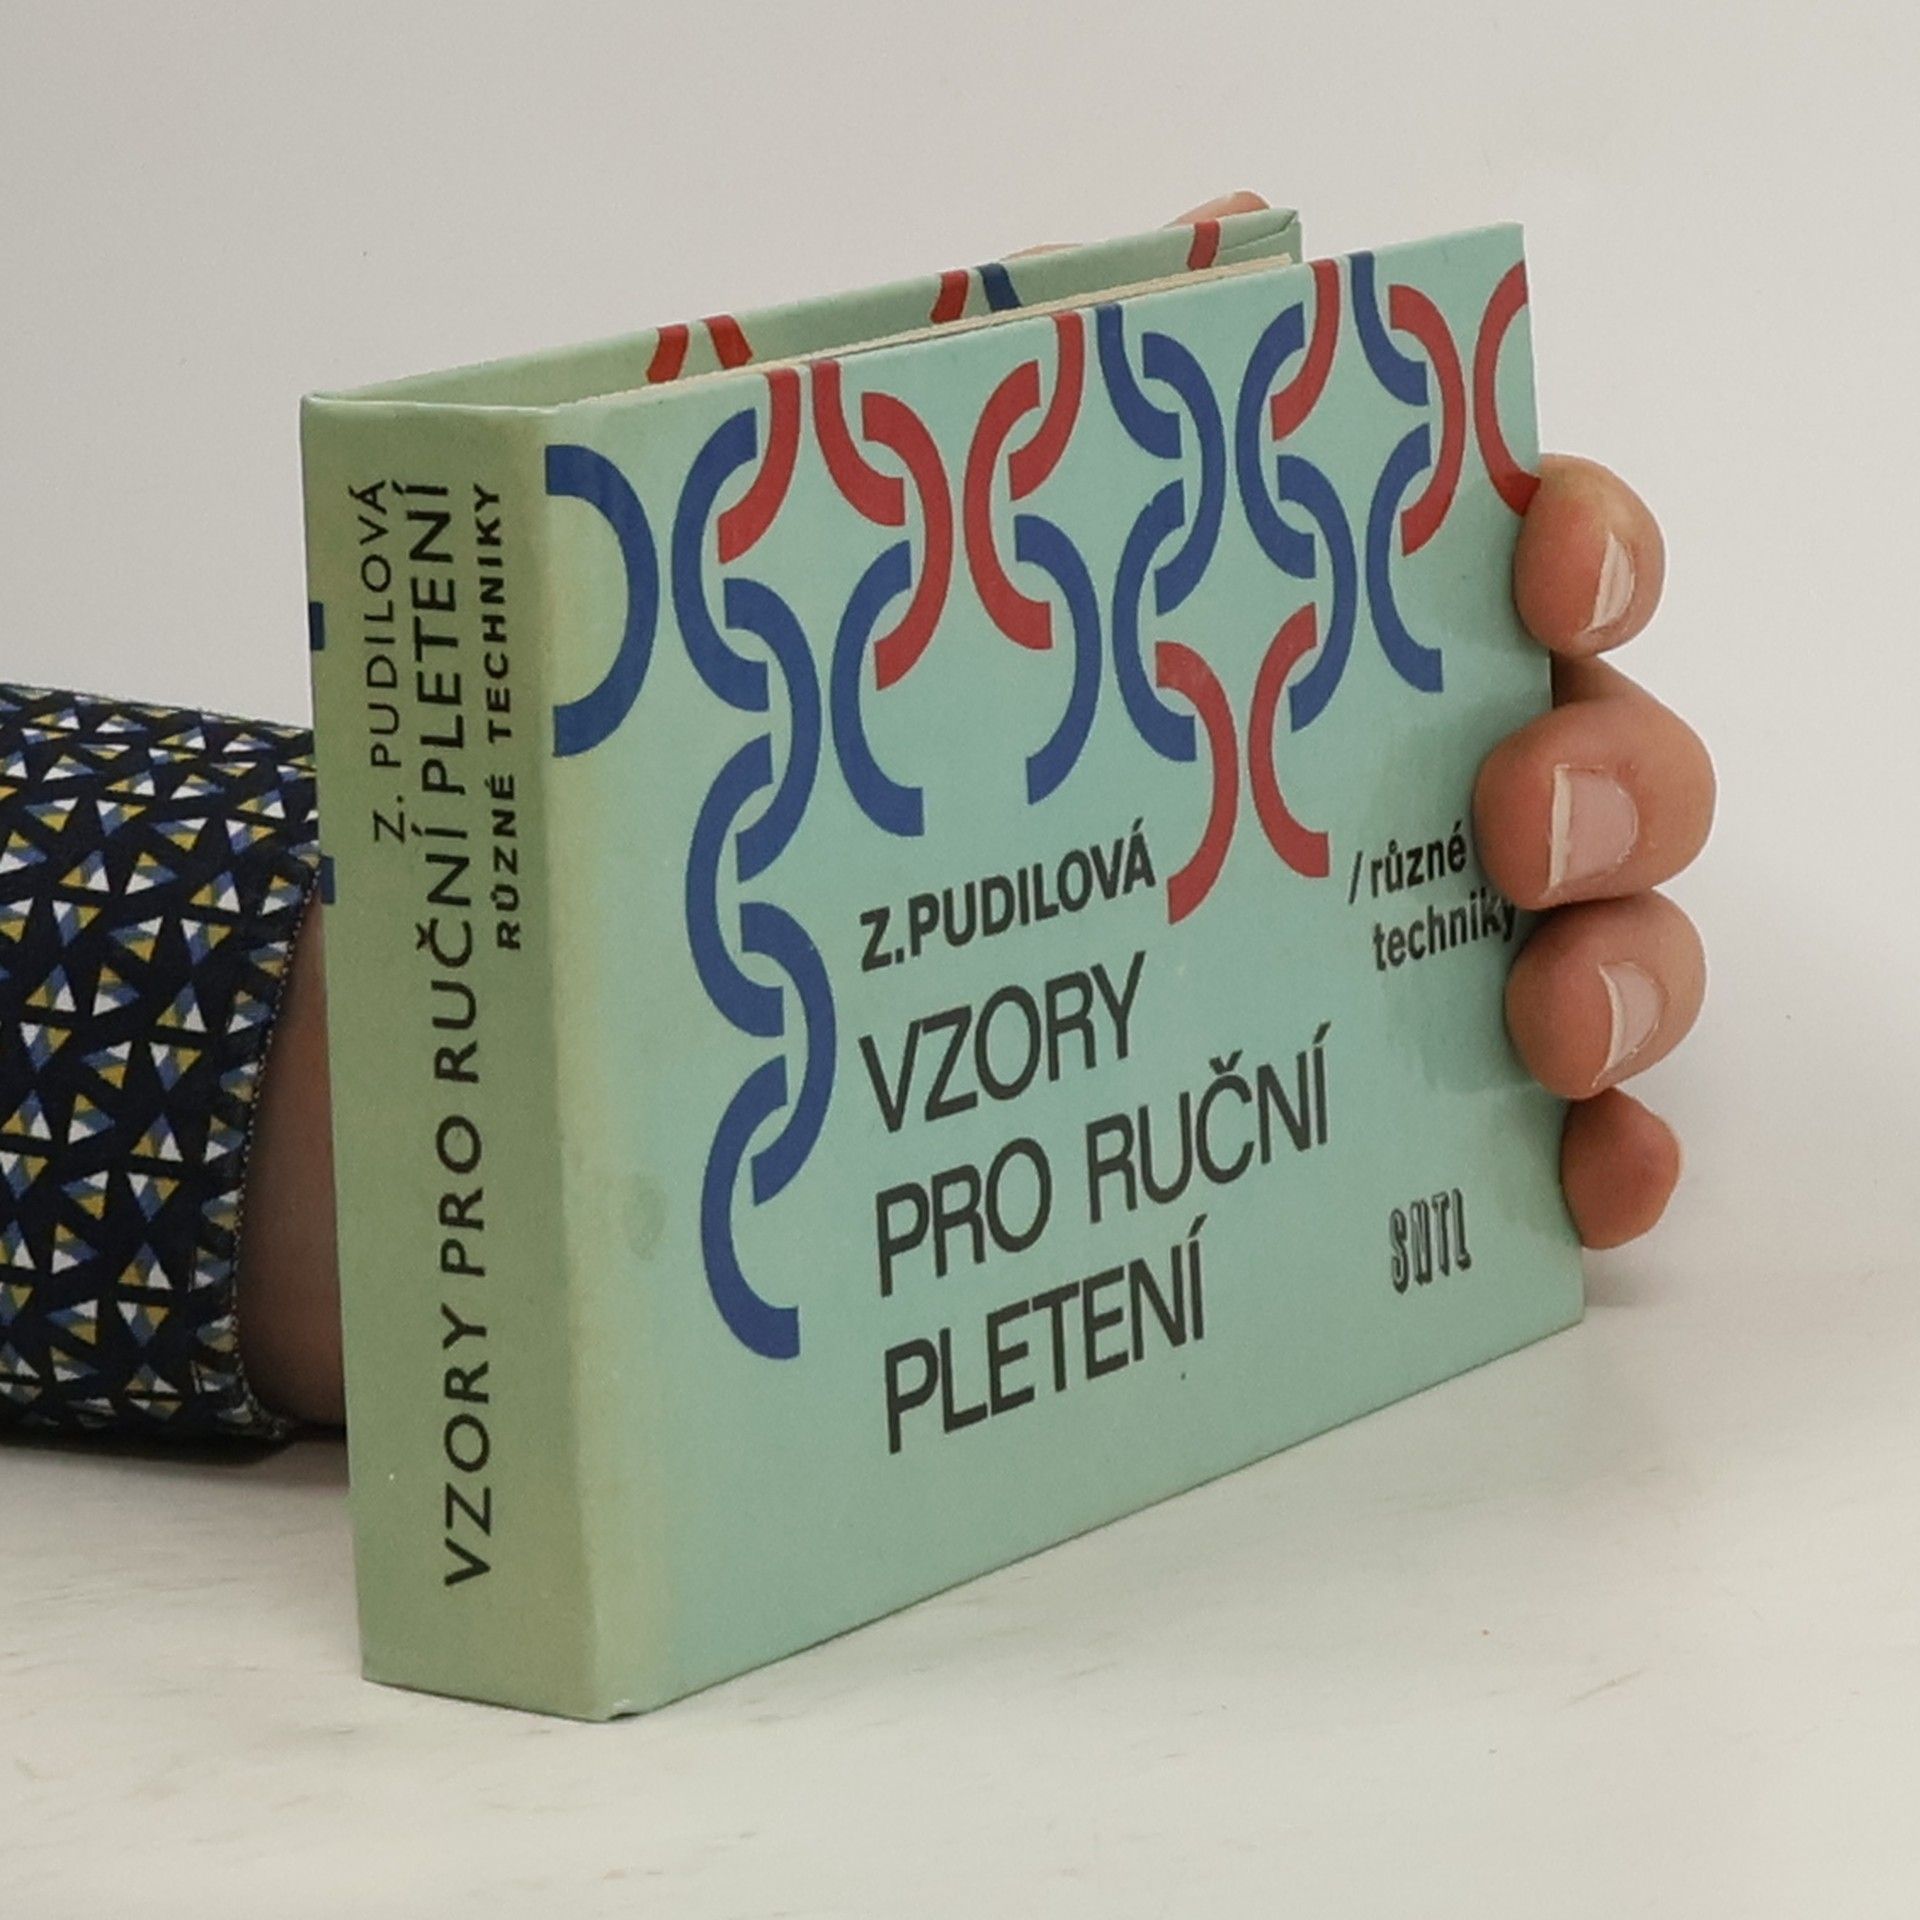 Z. PUDILOVÁ
VZORY PRO RUČNÍ PLETENÍ
RŮZNÉ TECHNIKY
Z.PUDILOVÁ
/různé
techniky
VZORY
PRO RUČNÍ
PLETENÍ
SNTL